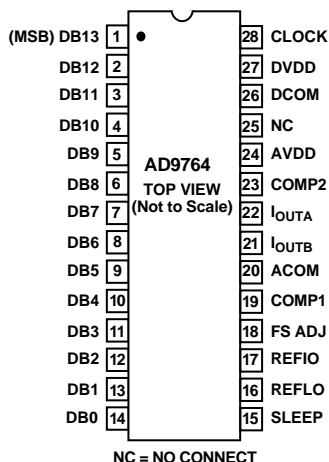 (MSB) DB13 1 28 CLOCK
DB12 2 27 DVDD
DB11 3 26 DCOM
DB10 4 25 NC
DB9 5 24 AVDD
DB8 6 AD9764 23 COMP2
DB7 7 TOP VIEW (Not to Scale) 22 IOUTA
DB6 8 21 IOUTB
DB5 9 20 ACOM
DB4 10 19 COMP1
DB3 11 18 FS ADJ
DB2 12 17 REFIO
DB1 13 16 REFLO
DB0 14 15 SLEEP
NC = NO CONNECT